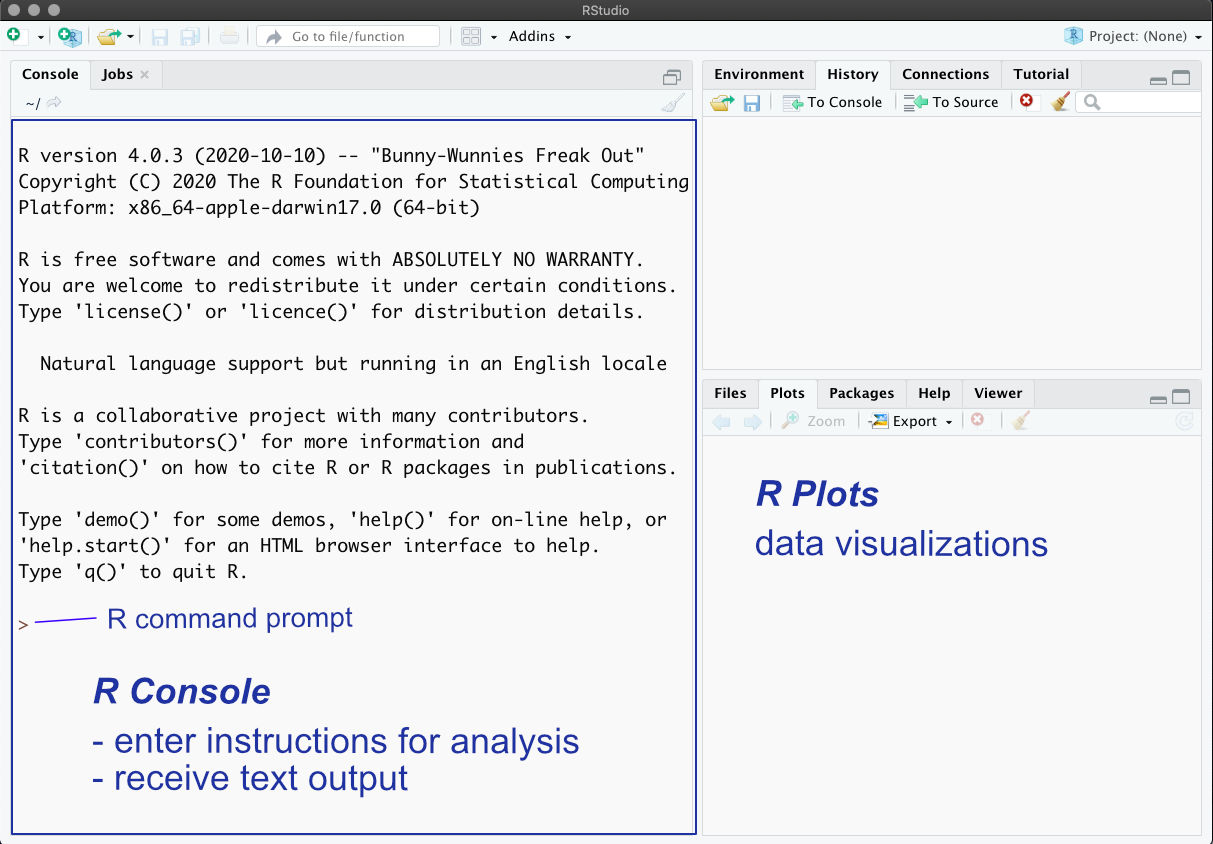 RStudio
Go to file/function
Addins
Project: (None)
Console
Jobs
~/
R version 4.0.3 (2020-10-10) -- "Bunny-Wunnies Freak Out"
Copyright (C) 2020 The R Foundation for Statistical Computing
Platform: x86_64-apple-darwin17.0 (64-bit)
R is free software and comes with ABSOLUTELY NO WARRANTY.
You are welcome to redistribute it under certain conditions.
Type 'license()' or 'licence()' for distribution details.
Natural language support but running in an English locale
R is a collaborative project with many contributors.
Type 'contributors()' for more information and
'citation()' on how to cite R or R packages in publications.
Type 'demo()' for some demos, 'help()' for on-line help, or
'help.start()' for an HTML browser interface to help.
Type 'q()' to quit R.
> R command prompt
R Console
- enter instructions for analysis
- receive text output
Environment History Connections Tutorial
To Console To Source
Files Plots Packages Help Viewer
Zoom Export
R Plots
data visualizations